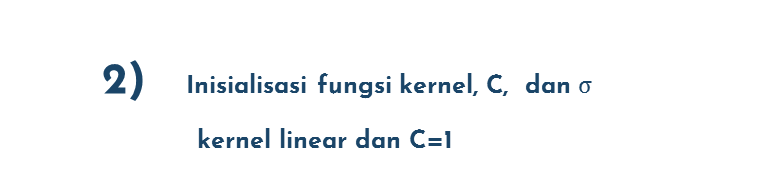 2) Inisialisasi fungsi kernel, C, dan σ
kernel linear dan C=1